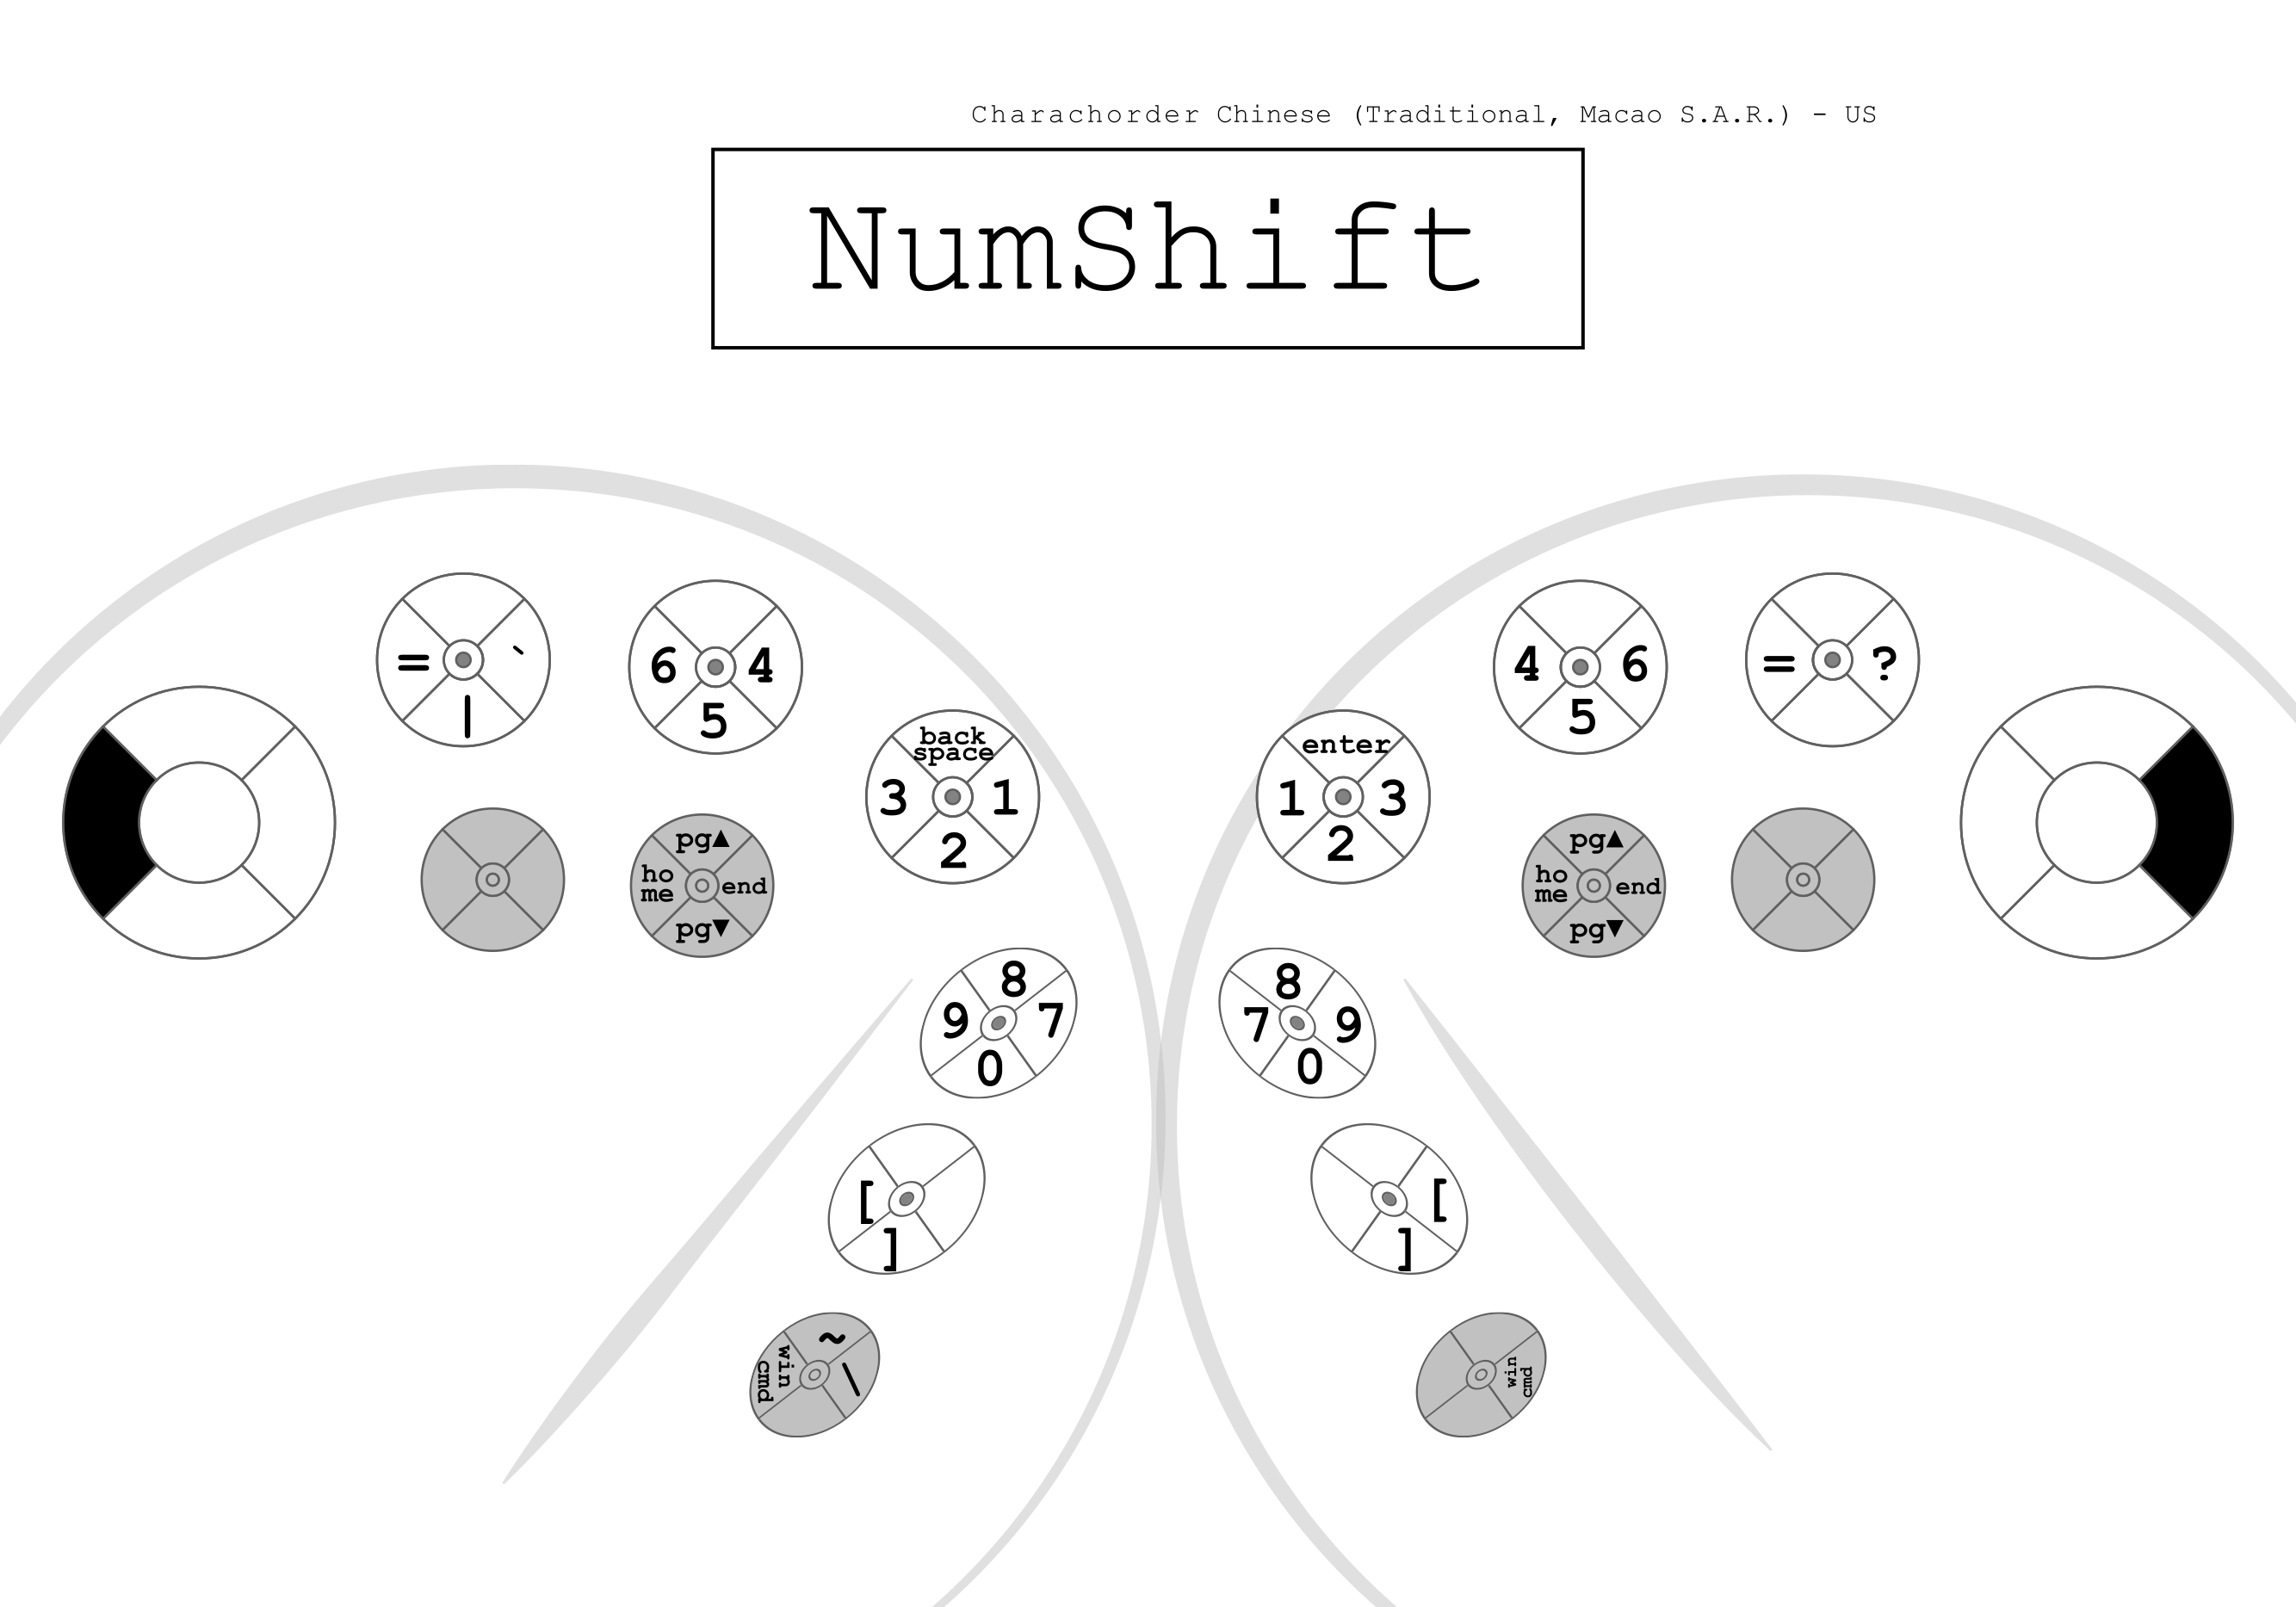 Charachorder Chinese (Traditional, Macao S.A.R.) - US
NumShift
= ` |
6 4 5
back
space
3 1
2
enter
1 3
2
4 6
5
= ?
pg▲
ho
me end
pg▼
pg▲
ho
me end
pg▼
8
9 7
0
8
7 9
0
[
]
[
]
~
win
cmd \
win
cmd